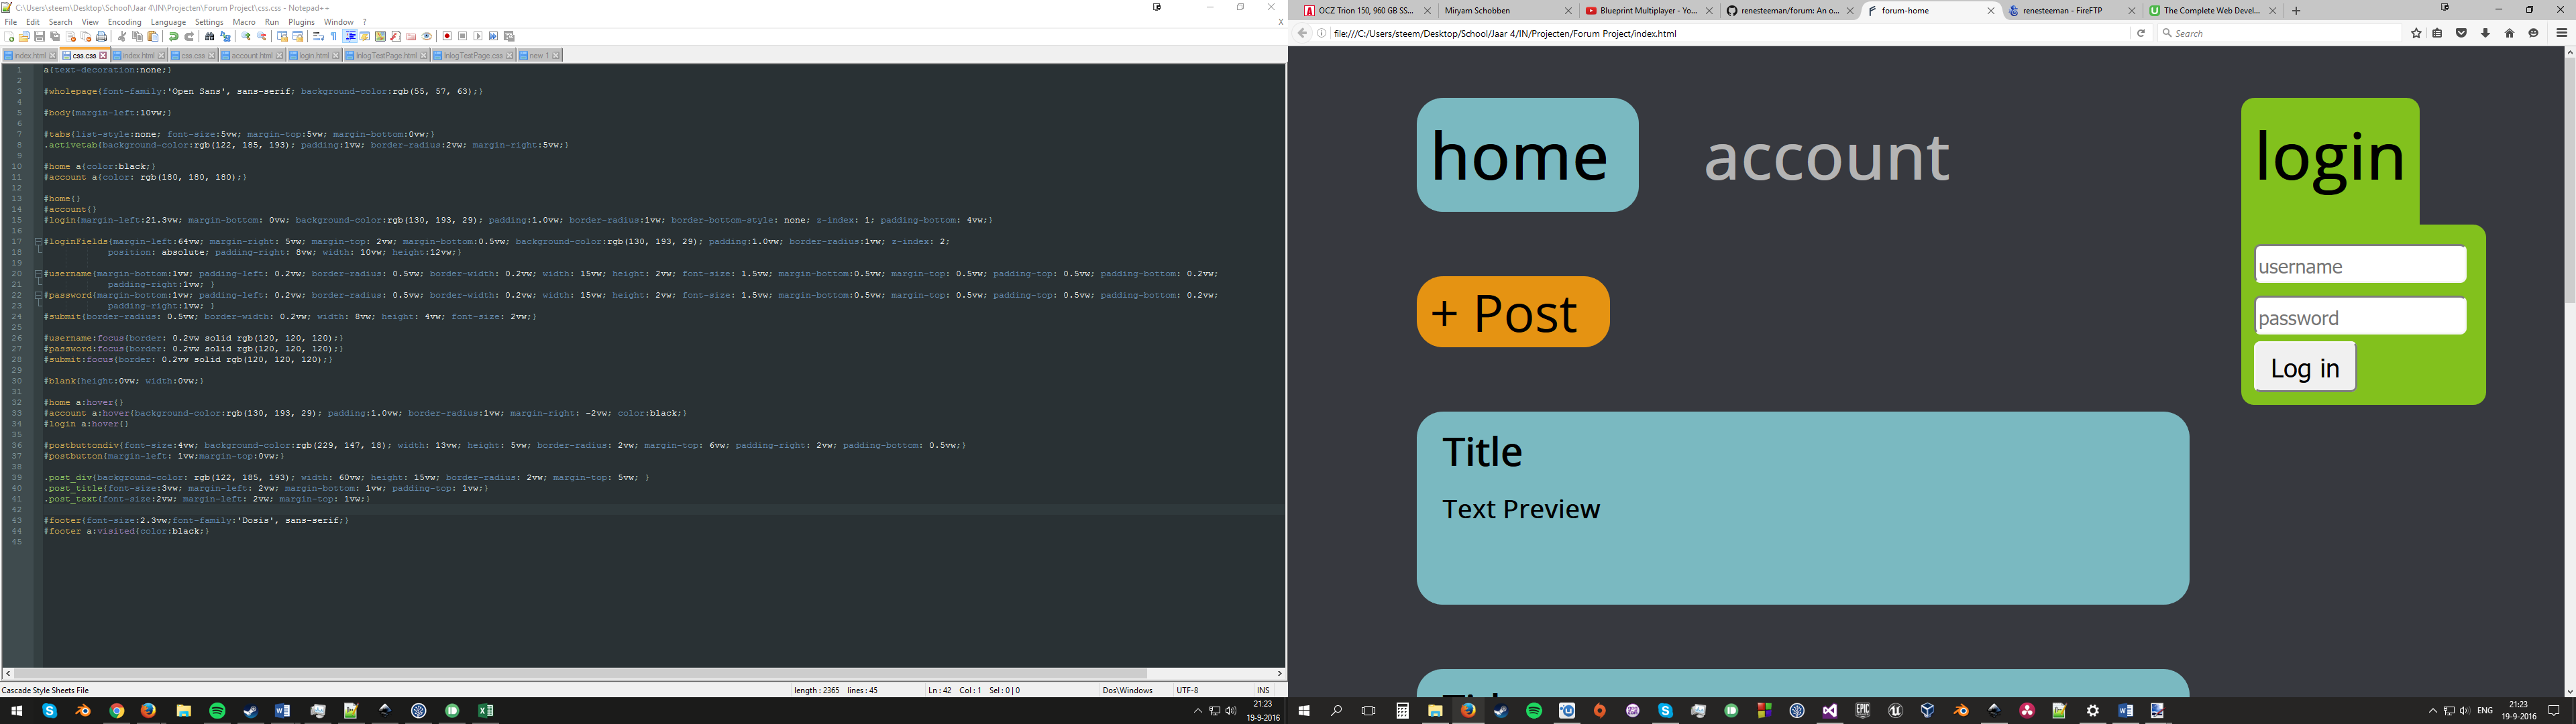 C:\Users\steem\Desktop\School\Jaar 4\IN\Projecten\Forum Project\css.css - Notepad++
File Edit Search View Encoding Language Settings Macro Run Plugins Window ? X
index.html css.css index.html css.css account.html login.html InlogTestPage.html InlogTestPage.css new 1
1 a{text-decoration:none;}
2
3 #wholepage{font-family:'Open Sans', sans-serif; background-color:rgb(55, 57, 63);}
4
5 #body{margin-left:10vw;}
6
7 #tabs{list-style:none; font-size:5vw; margin-top:5vw; margin-bottom:0vw;}
8 .activetab{background-color:rgb(122, 185, 193); padding:1vw; border-radius:2vw; margin-right:5vw;}
9
10 #home a{color:black;}
11 #account a{color: rgb(180, 180, 180);}
12
13 #home{}
14 #account{}
15 #login{margin-left:21.3vw; margin-bottom: 0vw; background-color:rgb(130, 193, 29); padding:1.0vw; border-radius:1vw; border-bottom-style: none; z-index: 1; padding-bottom: 4vw;}
16
17 #loginFields{margin-left:64vw; margin-right: 5vw; margin-top: 2vw; margin-bottom:0.5vw; background-color:rgb(130, 193, 29); padding:1.0vw; border-radius:1vw; z-index: 2;
18 position: absolute; padding-right: 8vw; width: 10vw; height:12vw;}
19
20 #username{margin-bottom:1vw; padding-left: 0.2vw; border-radius: 0.5vw; border-width: 0.2vw; width: 15vw; height: 2vw; font-size: 1.5vw; margin-bottom:0.5vw; margin-top: 0.5vw; padding-top: 0.5vw; padding-bottom: 0.2vw;
21 padding-right:1vw; }
22 #password{margin-bottom:1vw; padding-left: 0.2vw; border-radius: 0.5vw; border-width: 0.2vw; width: 15vw; height: 2vw; font-size: 1.5vw; margin-bottom:0.5vw; margin-top: 0.5vw; padding-top: 0.5vw; padding-bottom: 0.2vw;
23 padding-right:1vw; }
24 #submit{border-radius: 0.5vw; border-width: 0.2vw; width: 8vw; height: 4vw; font-size: 2vw;}
25
26 #username:focus{border: 0.2vw solid rgb(120, 120, 120);}
27 #password:focus{border: 0.2vw solid rgb(120, 120, 120);}
28 #submit:focus{border: 0.2vw solid rgb(120, 120, 120);}
29
30 #blank{height:0vw; width:0vw;}
31
32 #home a:hover{}
33 #account a:hover{background-color:rgb(130, 193, 29); padding:1.0vw; border-radius:1vw; margin-right: -2vw; color:black;}
34 #login a:hover{}
35
36 #postbuttondiv{font-size:4vw; background-color:rgb(229, 147, 18); width: 13vw; height: 5vw; border-radius: 2vw; margin-top: 6vw; padding-right: 2vw; padding-bottom: 0.5vw;}
37 #postbutton{margin-left: 1vw;margin-top:0vw;}
38
39 .post_div{background-color: rgb(122, 185, 193); width: 60vw; height: 15vw; border-radius: 2vw; margin-top: 5vw; }
40 .post_title{font-size:3vw; margin-left: 2vw; margin-bottom: 1vw; padding-top: 1vw;}
41 .post_text{font-size:2vw; margin-left: 2vw; margin-top: 1vw;}
42
43 #footer{font-size:2.3vw;font-family:'Dosis', sans-serif;}
44 #footer a:visited{color:black;}
45
Cascade Style Sheets File length : 2365 lines : 45 Ln : 42 Col : 1 Sel : 0 | 0 Dos\Windows UTF-8 INS
21:23
19-9-2016
OCZ Trion 150, 960 GB SS... Miryam Schobben Blueprint Multiplayer - Yo... renesteeman/forum: An o... forum-home renesteeman - FireFTP The Complete Web Devel...
file:///C:/Users/steem/Desktop/School/Jaar 4/IN/Projecten/Forum Project/index.html
Search
home account login
username
password
Log in
+ Post
Title
Text Preview
ENG
21:23
19-9-2016